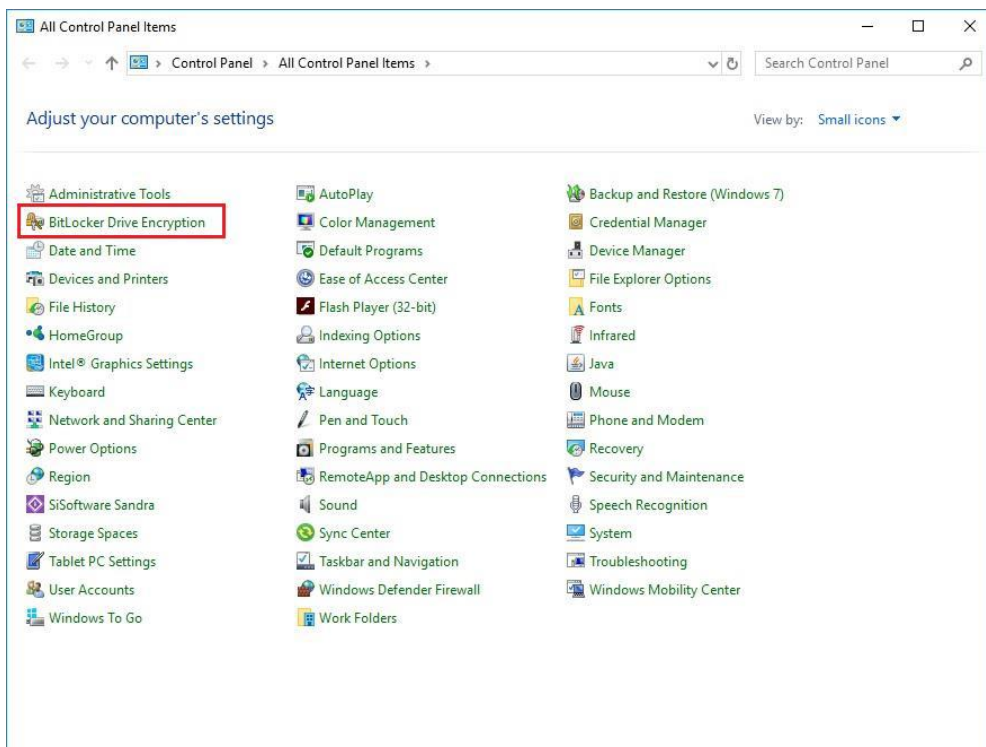 All Control Panel Items
Control Panel > All Control Panel Items >
Search Control Panel
Adjust your computer's settings
View by: Small icons
Administrative Tools
AutoPlay
Backup and Restore (Windows 7)
BitLocker Drive Encryption
Color Management
Credential Manager
Date and Time
Default Programs
Device Manager
Devices and Printers
Ease of Access Center
File Explorer Options
File History
Flash Player (32-bit)
Fonts
HomeGroup
Indexing Options
Infrared
Intel® Graphics Settings
Internet Options
Java
Keyboard
Language
Mouse
Network and Sharing Center
Pen and Touch
Phone and Modem
Power Options
Programs and Features
Recovery
Region
RemoteApp and Desktop Connections
Security and Maintenance
SiSoftware Sandra
Sound
Speech Recognition
Storage Spaces
Sync Center
System
Tablet PC Settings
Taskbar and Navigation
Troubleshooting
User Accounts
Windows Defender Firewall
Windows Mobility Center
Windows To Go
Work Folders